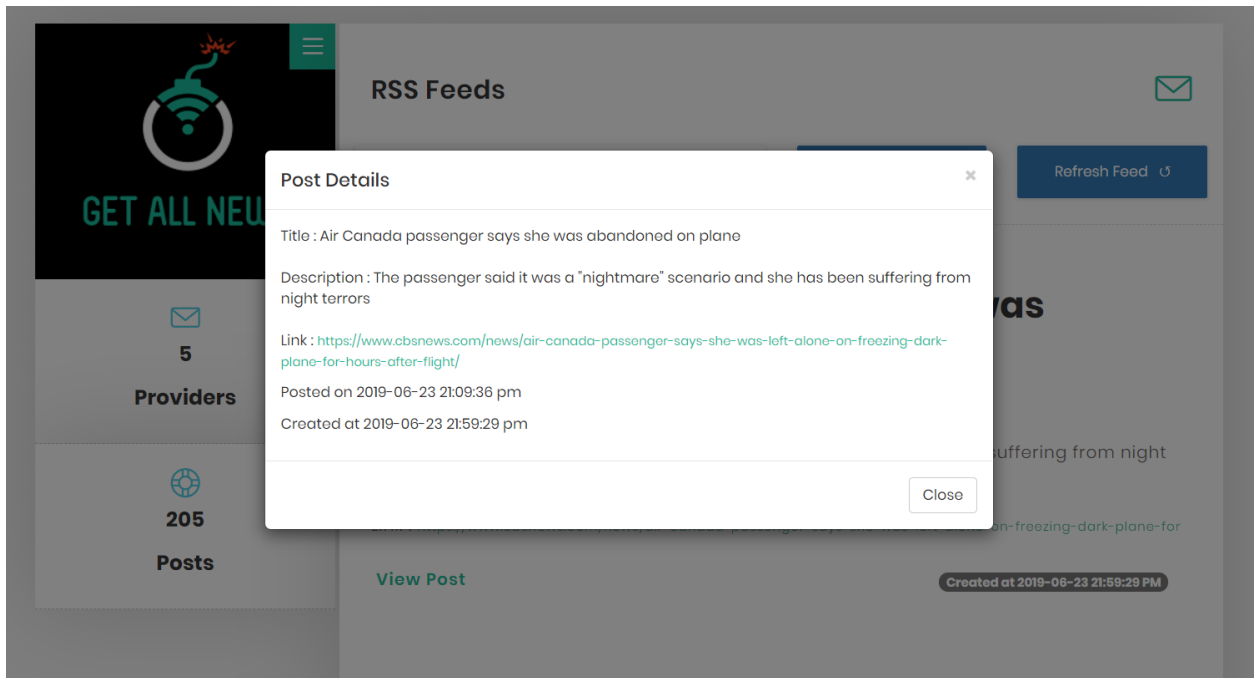 RSS Feeds
Refresh Feed
GET ALL NEW
5
Providers
205
Posts
Post Details
×
Title : Air Canada passenger says she was abandoned on plane
Description : The passenger said it was a "nightmare" scenario and she has been suffering from
night terrors
Link : https://www.cbsnews.com/news/air-canada-passenger-says-she-was-left-alone-on-freezing-dark-
plane-for-hours-after-flight/
Posted on 2019-06-23 21:09:36 pm
Created at 2019-06-23 21:59:29 pm
Close
was
suffering from night
on-freezing-dark-plane-for
View Post
Created at 2019-06-23 21:59:29 PM